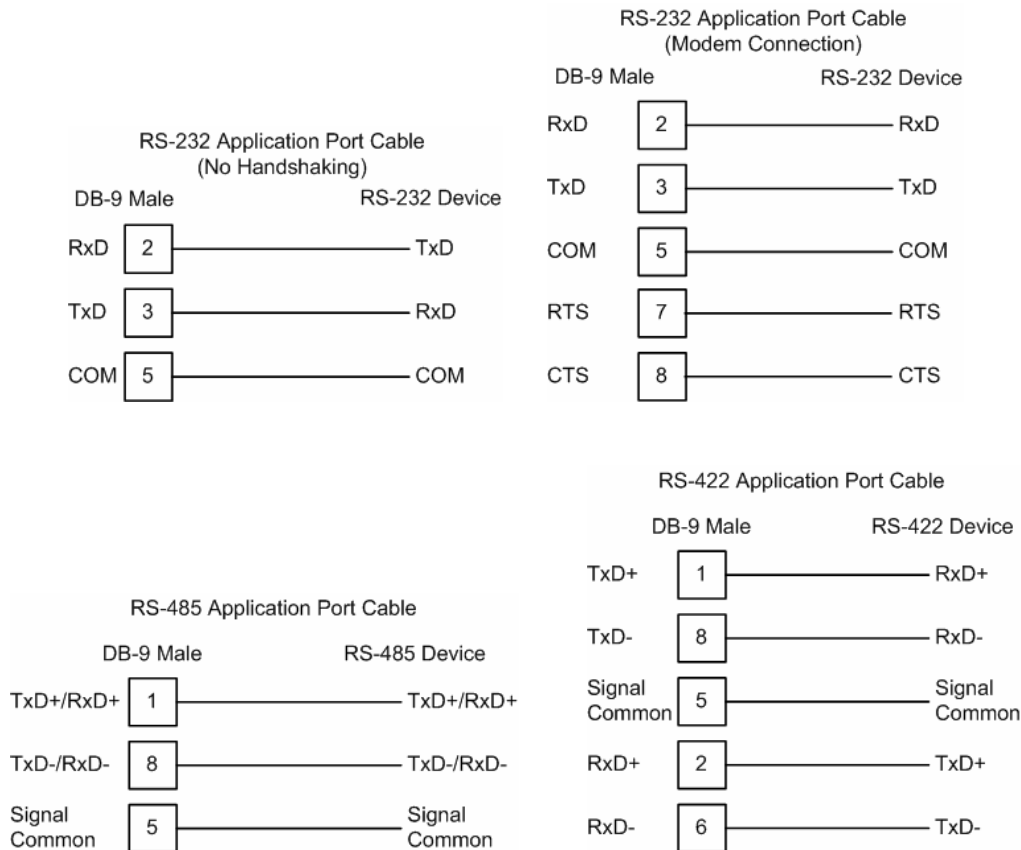 RS-232 Application Port Cable
(No Handshaking)
DB-9 Male RS-232 Device
RxD 2 TxD
TxD 3 RxD
COM 5 COM
RS-232 Application Port Cable
(Modem Connection)
DB-9 Male RS-232 Device
RxD 2 RxD
TxD 3 TxD
COM 5 COM
RTS 7 RTS
CTS 8 CTS
RS-485 Application Port Cable
DB-9 Male RS-485 Device
TxD+/RxD+ 1 TxD+/RxD+
TxD-/RxD- 8 TxD-/RxD-
Signal Signal
Common 5 Common
RS-422 Application Port Cable
DB-9 Male RS-422 Device
TxD+ 1 RxD+
TxD- 8 RxD-
Signal Signal
Common 5 Common
RxD+ 2 TxD+
RxD- 6 TxD-